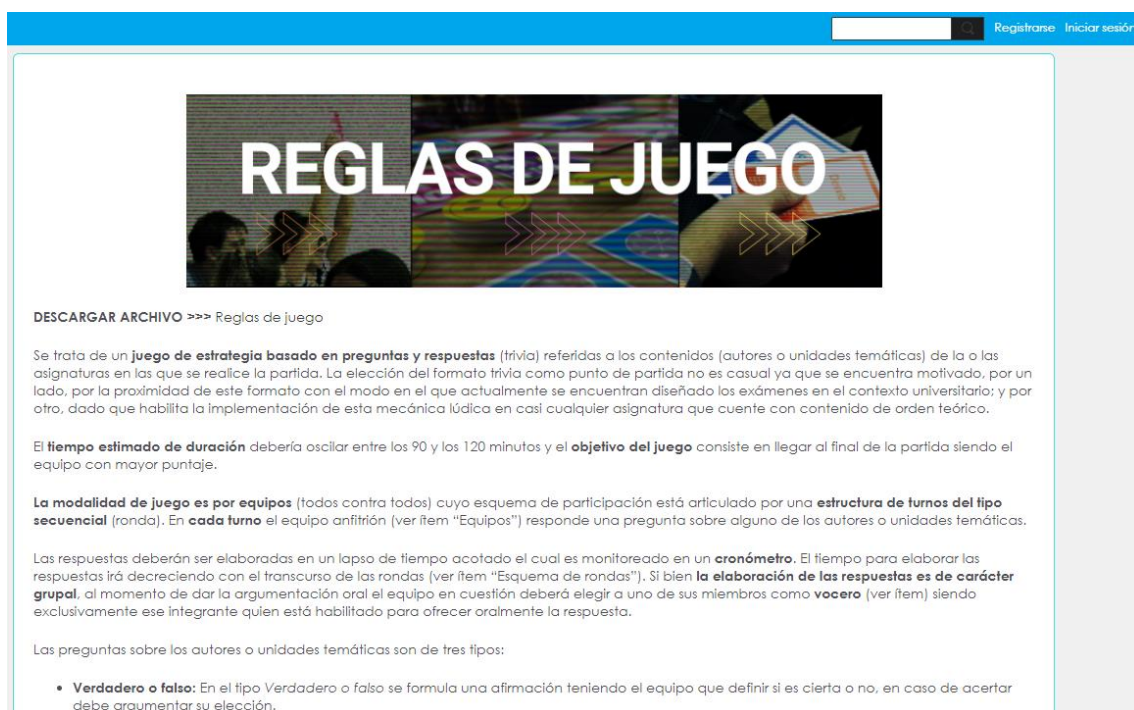 Registrarse Iniciar sesión
REGLAS DE JUEGO
DESCARGAR ARCHIVO >>> Reglas de juego
Se trata de un juego de estrategia basado en preguntas y respuestas (trivia) referidas a los contenidos (autores o unidades temáticas) de la o las
asignaturas en las que se realice la partida. La elección del formato trivia como punto de partida no es casual ya que se encuentra motivado, por un
lado, por la proximidad de este formato con el modo en el que actualmente se encuentran diseñado los exámenes en el contexto universitario; y por
otro, dado que habilita la implementación de esta mecánica lúdica en casi cualquier asignatura que cuente con contenido de orden teórico.
El tiempo estimado de duración debería oscilar entre los 90 y los 120 minutos y el objetivo del juego consiste en llegar al final de la partida siendo el
equipo con mayor puntaje.
La modalidad de juego es por equipos (todos contra todos) cuyo esquema de participación está articulado por una estructura de turnos del tipo
secuencial (ronda). En cada turno el equipo anfitrión (ver ítem “Equipos”) responde una pregunta sobre alguno de los autores o unidades temáticas.
Las respuestas deberán ser elaboradas en un lapso de tiempo acotado el cual es monitoreado en un cronómetro. El tiempo para elaborar las
respuestas irá decreciendo con el transcurso de las rondas (ver ítem “Esquema de rondas”). Si bien la elaboración de las respuestas es de carácter
grupal, al momento de dar la argumentación oral el equipo en cuestión deberá elegir a uno de sus miembros como vocero (ver ítem) siendo
exclusivamente ese integrante quien está habilitado para ofrecer oralmente la respuesta.
Las preguntas sobre los autores o unidades temáticas son de tres tipos:
• Verdadero o falso: En el tipo Verdadero o falso se formula una afirmación teniendo el equipo que definir si es cierta o no, en caso de acertar
debe argumentar su elección.